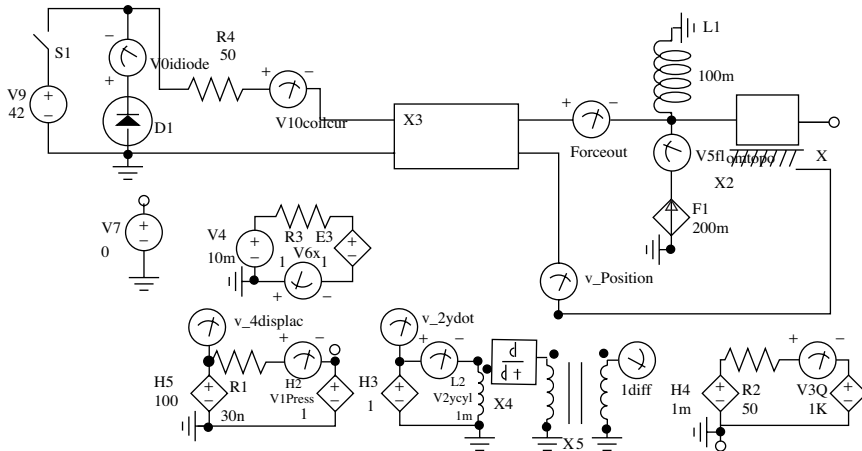 L1
R4
50
S1
V0idiode
100m
V9
42
X3
D1
V10collcur
Forceout
V5f1omtopo
X
X2
V7
0
V4
10m
R3
E3
V6x
1
1
F1
200m
v_Position
v_4displac
v_2ydot
d
dt
H5
100
R1
30n
H2
V1Press
1
H3
1
L2
V2ycyl
1m
X4
X5
1diff
H4
1m
R2
50
V3Q
1K